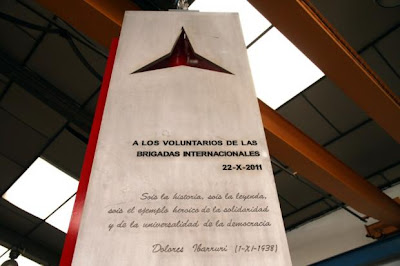 A LOS VOLUNTARIOS DE LAS
BRIGADAS INTERNACIONALES
22-X-2011
Sois la historia, sois la leyenda,
sois el ejemplo heroico de la solidaridad
y de la universalidad de la democracia
Dolores Ibarruri (1-XI-1938)